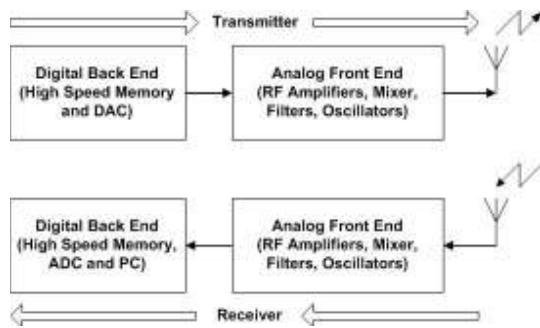 Transmitter
Digital Back End
(High Speed Memory
and DAC)
Analog Front End
(RF Amplifiers, Mixer,
Filters, Oscillators)
Digital Back End
(High Speed Memory,
ADC and PC)
Analog Front End
(RF Amplifiers, Mixer,
Filters, Oscillators)
Receiver